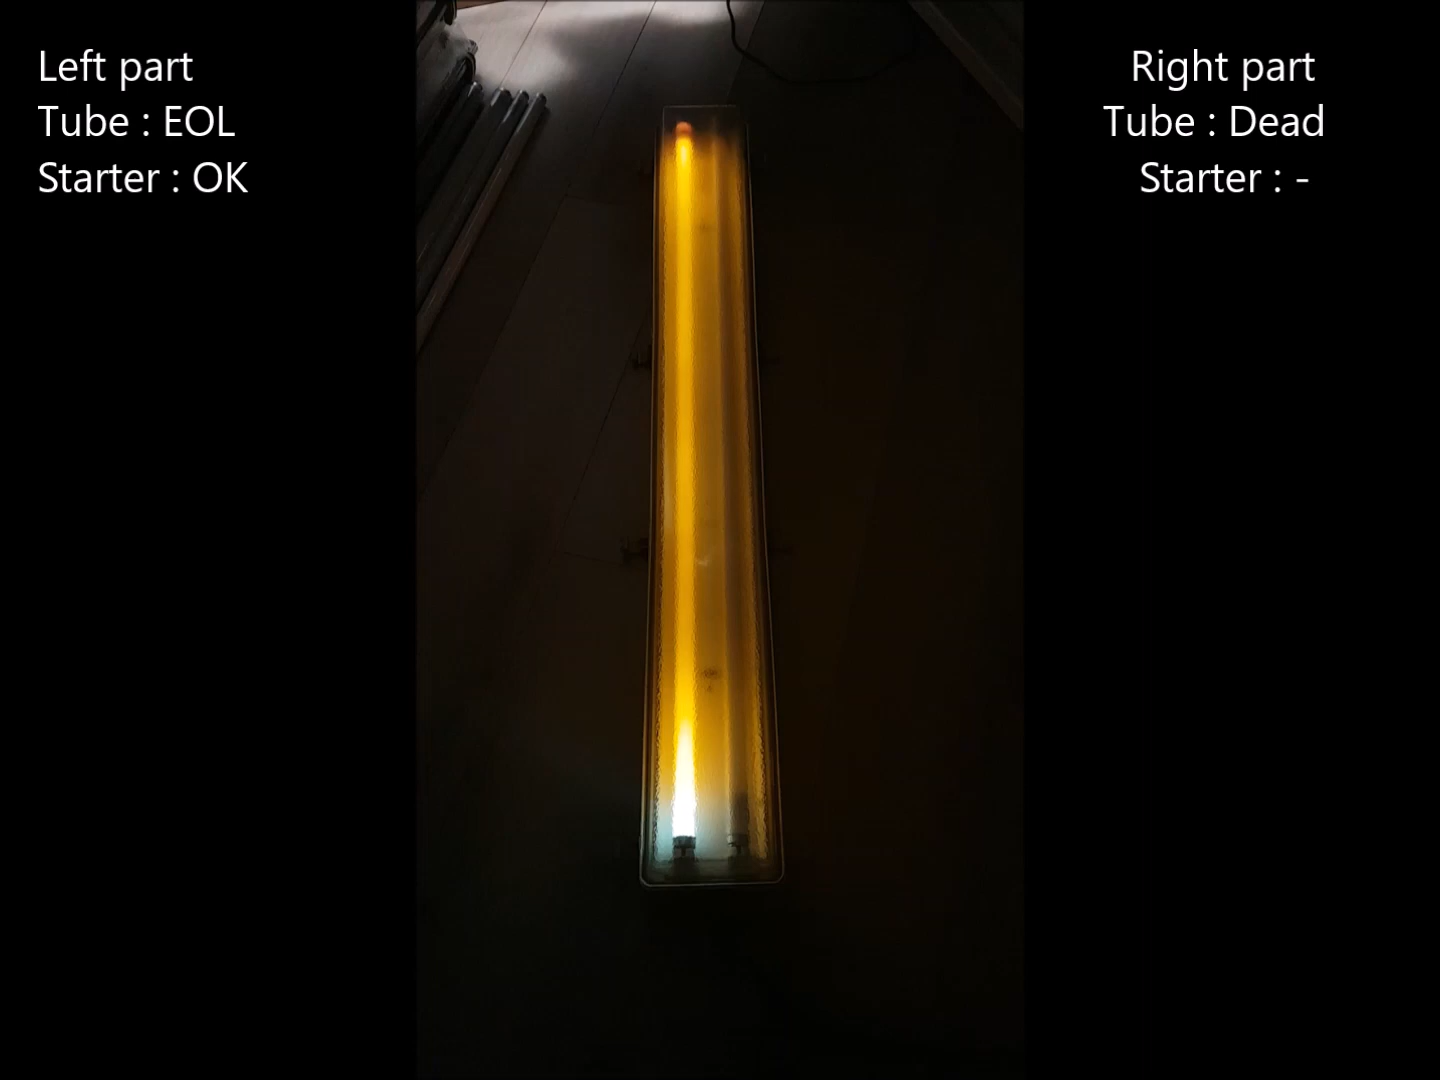 Left part
Tube : EOL
Starter : OK
Right part
Tube : Dead
Starter : -